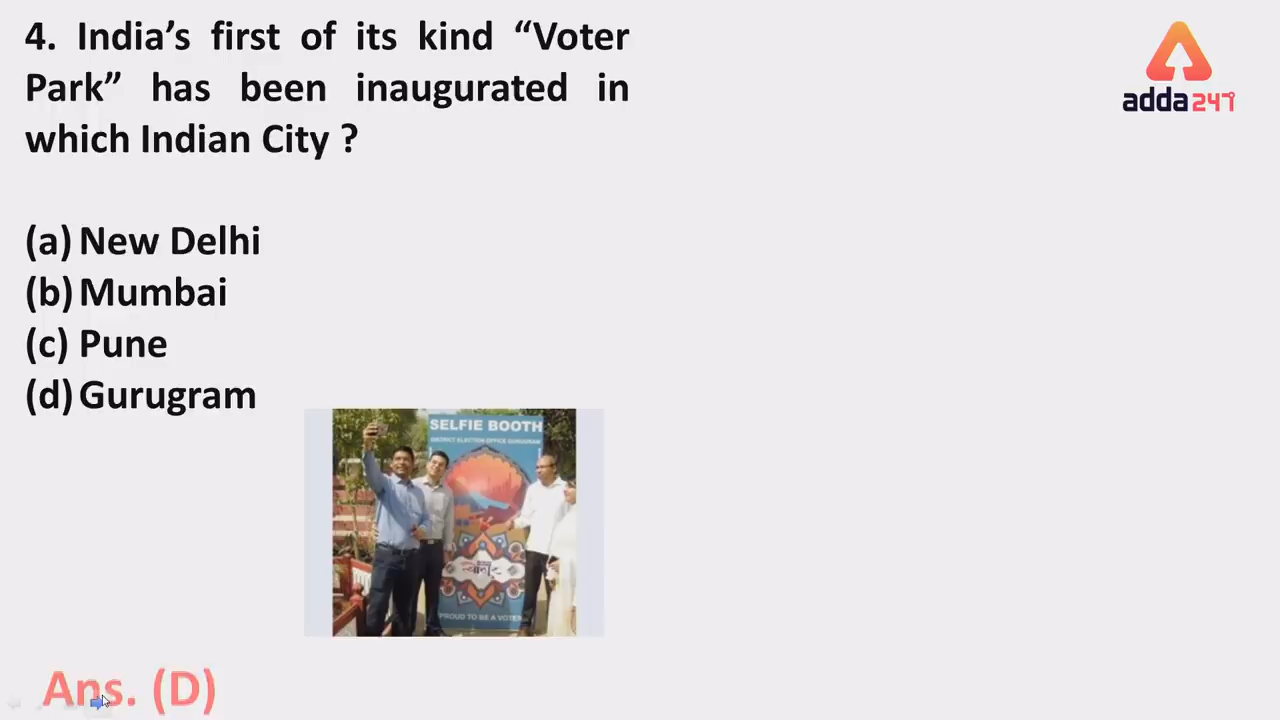 4. India’s first of its kind “Voter
Park” has been inaugurated in
which Indian City ?
(a) New Delhi
(b) Mumbai
(c) Pune
(d) Gurugram
adda247
SELFIE BOOTH
DISTRICT ELECTION OFFICE GURUGRAM
PROUD TO BE A VOTER
Ans. (D)